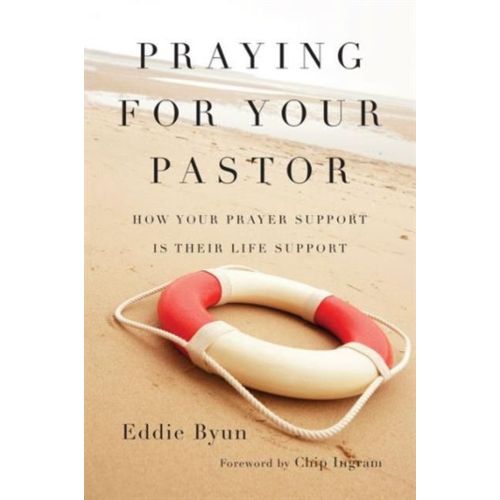 PRAYING
FOR YOUR
PASTOR
HOW YOUR PRAYER SUPPORT
IS THEIR LIFE SUPPORT
Eddie Byun
Foreword by Chip Ingram